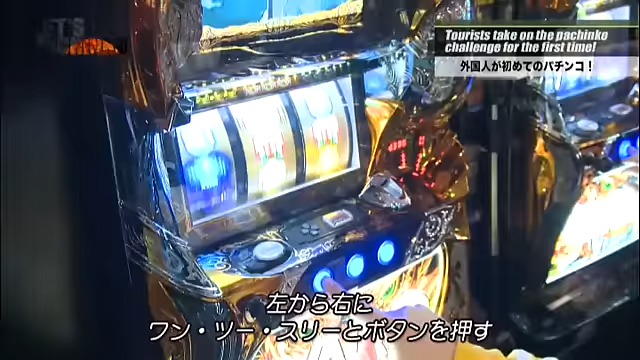 Tourists take on the pachinko
challenge for the first time!
外国人が初めてのパチンコ!
左から右に
ワン・ツー・スリーとボタンを押す